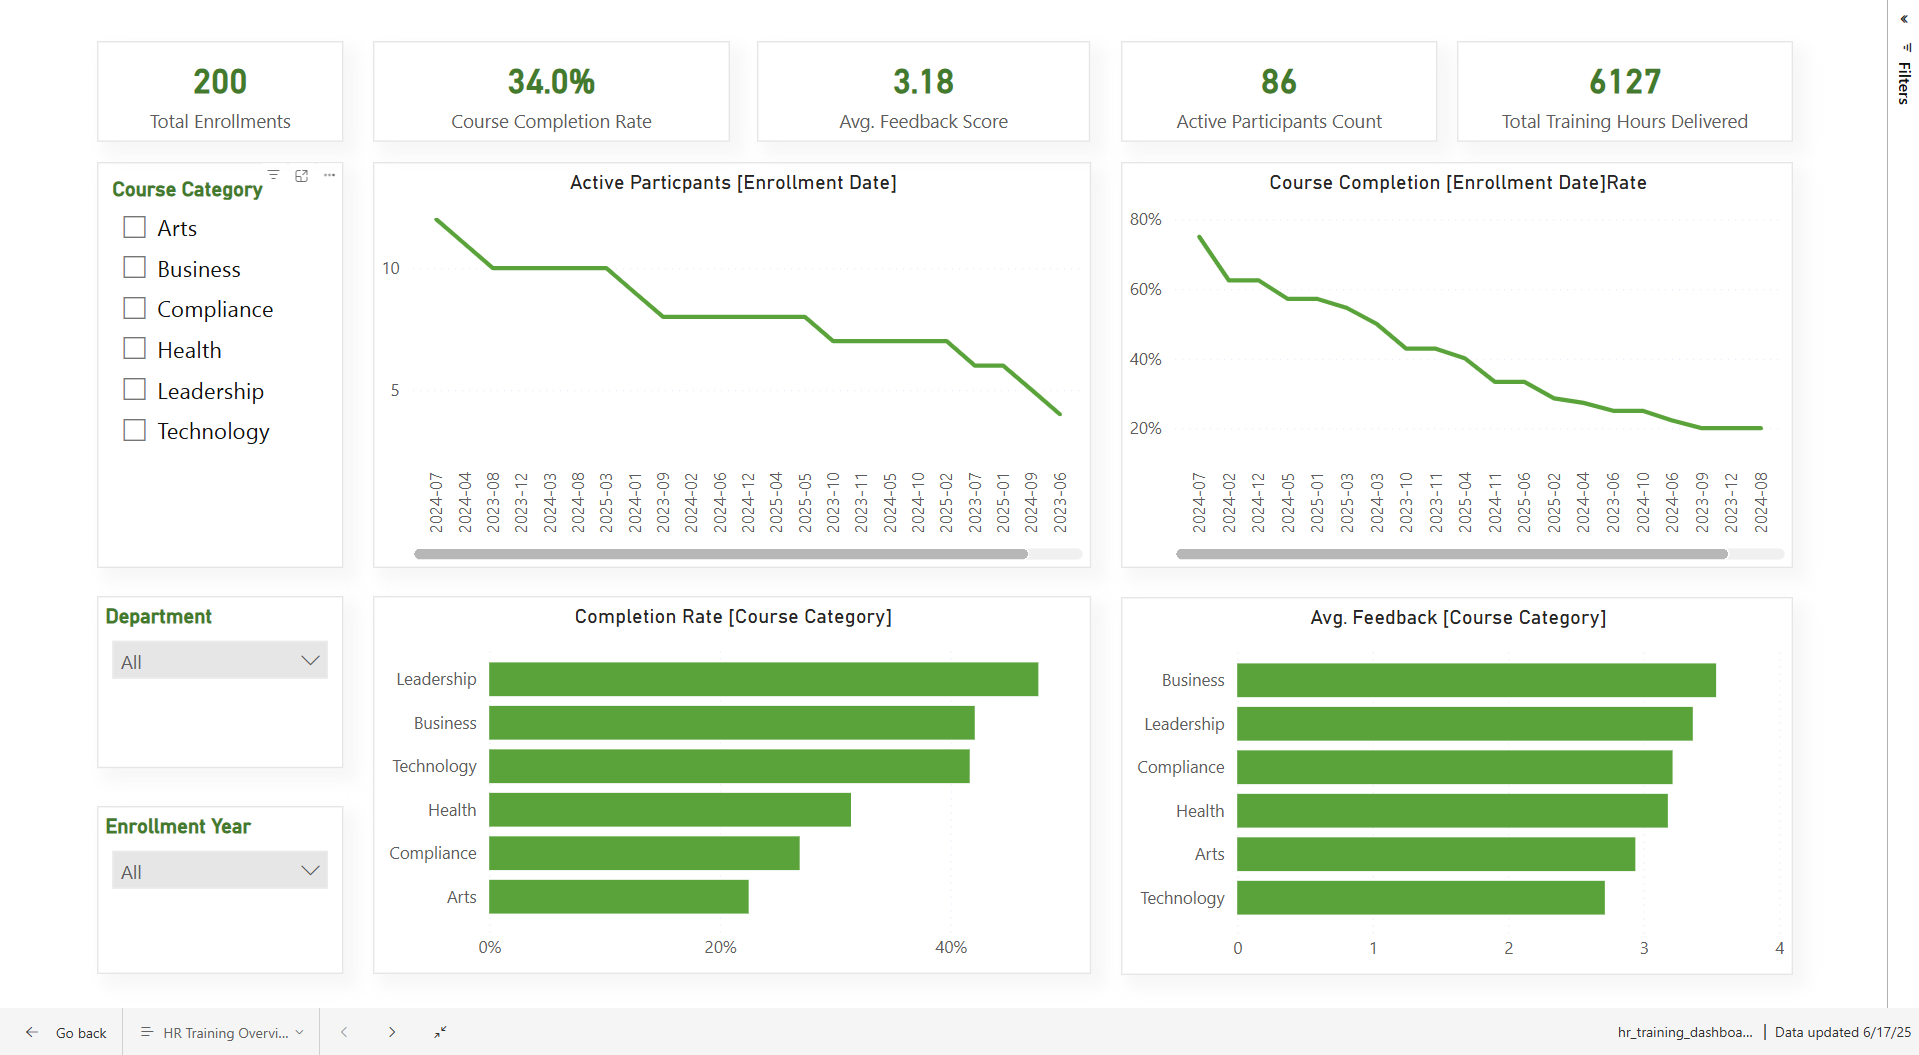 200
Total Enrollments
34.0%
Course Completion Rate
3.18
Avg. Feedback Score
86
Active Participants Count
6127
Total Training Hours Delivered
Filters
Course Category
Arts
Business
Compliance
Health
Leadership
Technology
Active Particpants [Enrollment Date]
10
5
2024-07
2024-04
2023-08
2023-12
2024-03
2024-08
2025-03
2024-01
2023-09
2024-02
2024-06
2024-12
2025-04
2025-05
2023-10
2023-11
2024-05
2024-10
2025-02
2023-07
2025-01
2024-09
2023-06
Course Completion [Enrollment Date]Rate
80%
60%
40%
20%
2024-07
2024-02
2024-12
2024-05
2025-01
2025-03
2024-03
2023-10
2023-11
2025-04
2024-11
2025-06
2025-02
2024-04
2023-06
2024-10
2024-06
2023-09
2023-12
2024-08
Department
All
Enrollment Year
All
Completion Rate [Course Category]
Leadership
Business
Technology
Health
Compliance
Arts
0% 20% 40%
Avg. Feedback [Course Category]
Business
Leadership
Compliance
Health
Arts
Technology
0 1 2 3 4
Go back
HR Training Overvi...
hr_training_dashboa... | Data updated 6/17/25